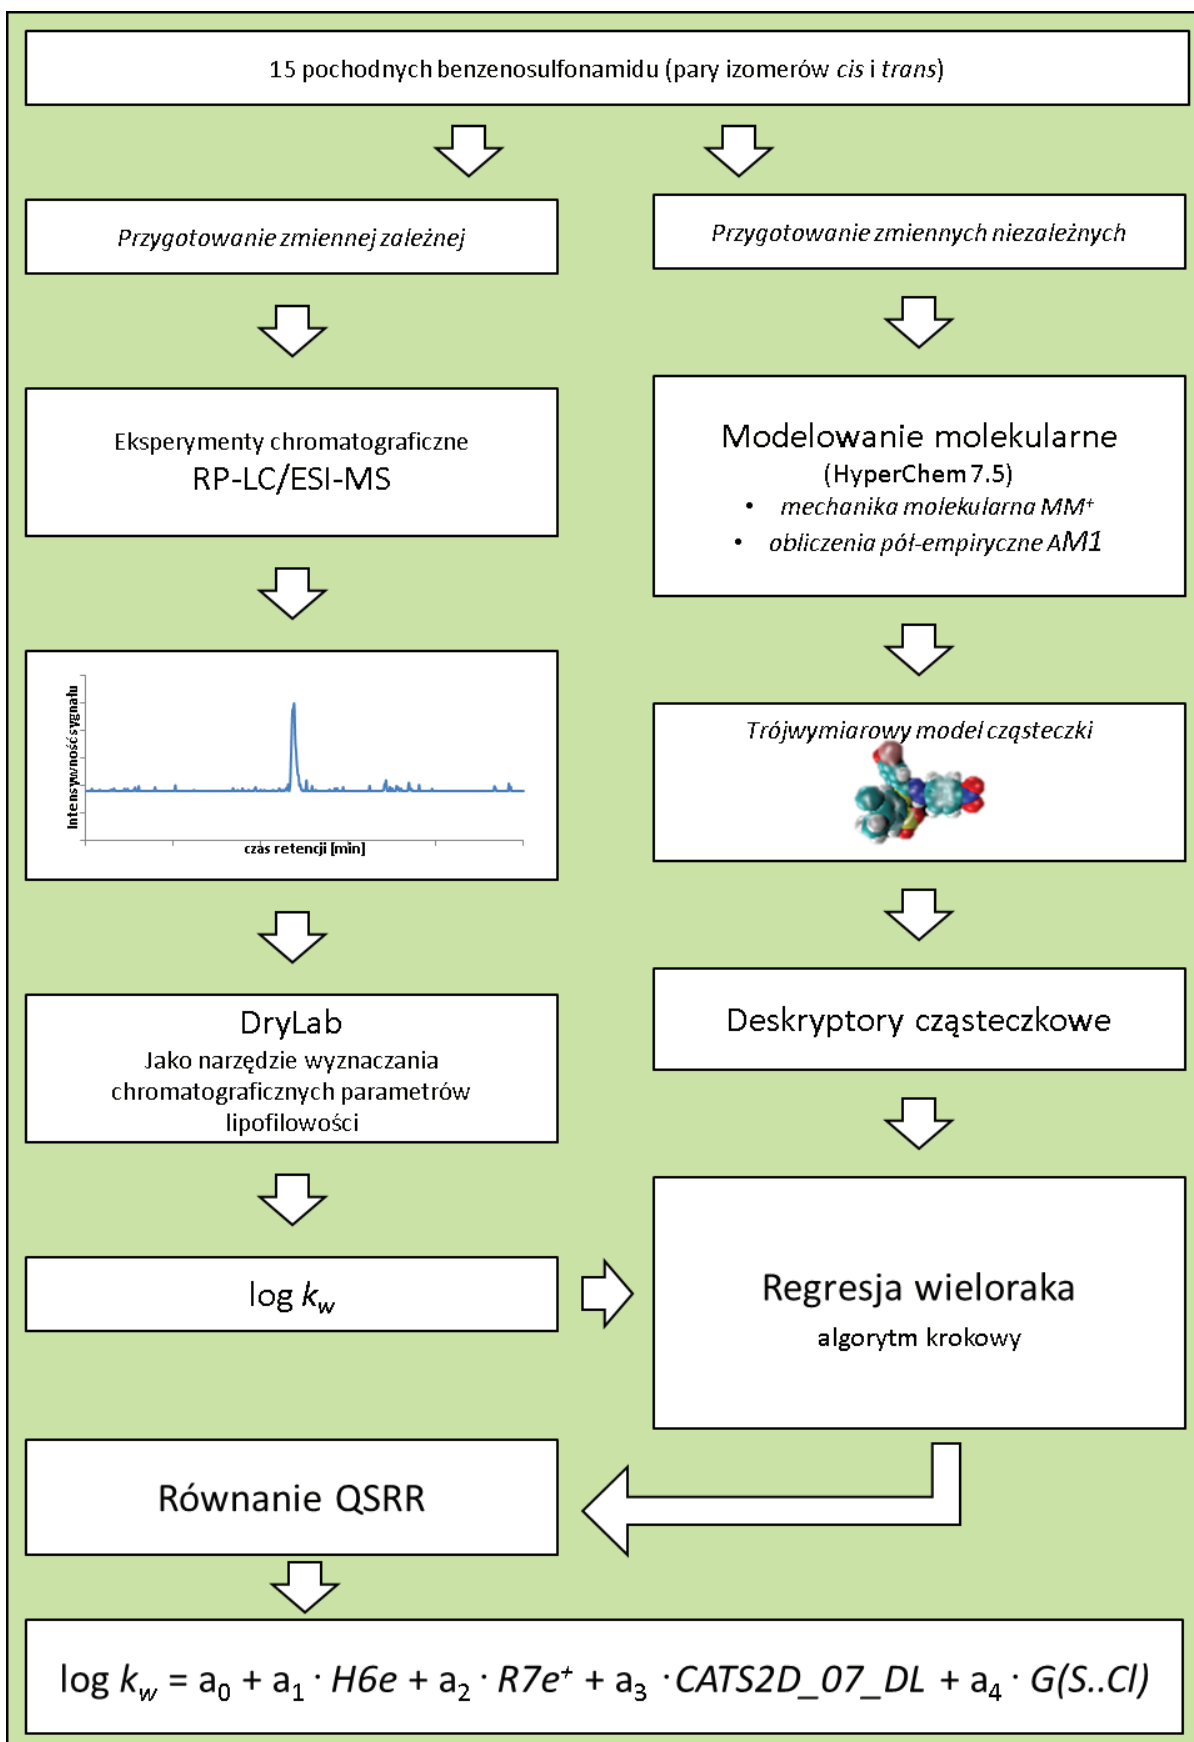 15 pochodnych benzenosulfonamidu (pary izomerów cis i trans)
Przygotowanie zmiennej zależnej
Przygotowanie zmiennych niezależnych
Eksperymenty chromatograficzne
RP-LC/ESI-MS
Modelowanie molekularne
(HyperChem 7.5)
• mechanika molekularna MM⁺
• obliczenia pół-empiryczne AM1
Intensywność sygnału
czas retencji [min]
Trójwymiarowy model cząsteczki
DryLab
Jako narzędzie wyznaczania
chromatograficznych parametrów
lipofilowości
Deskryptory cząsteczkowe
log k_w
Regresja wieloraka
algorytm krokowy
Równanie QSRR
log k_w = a₀ + a₁ · H6e + a₂ · R7e⁺ + a₃ · CATS2D_07_DL + a₄ · G(S..Cl)